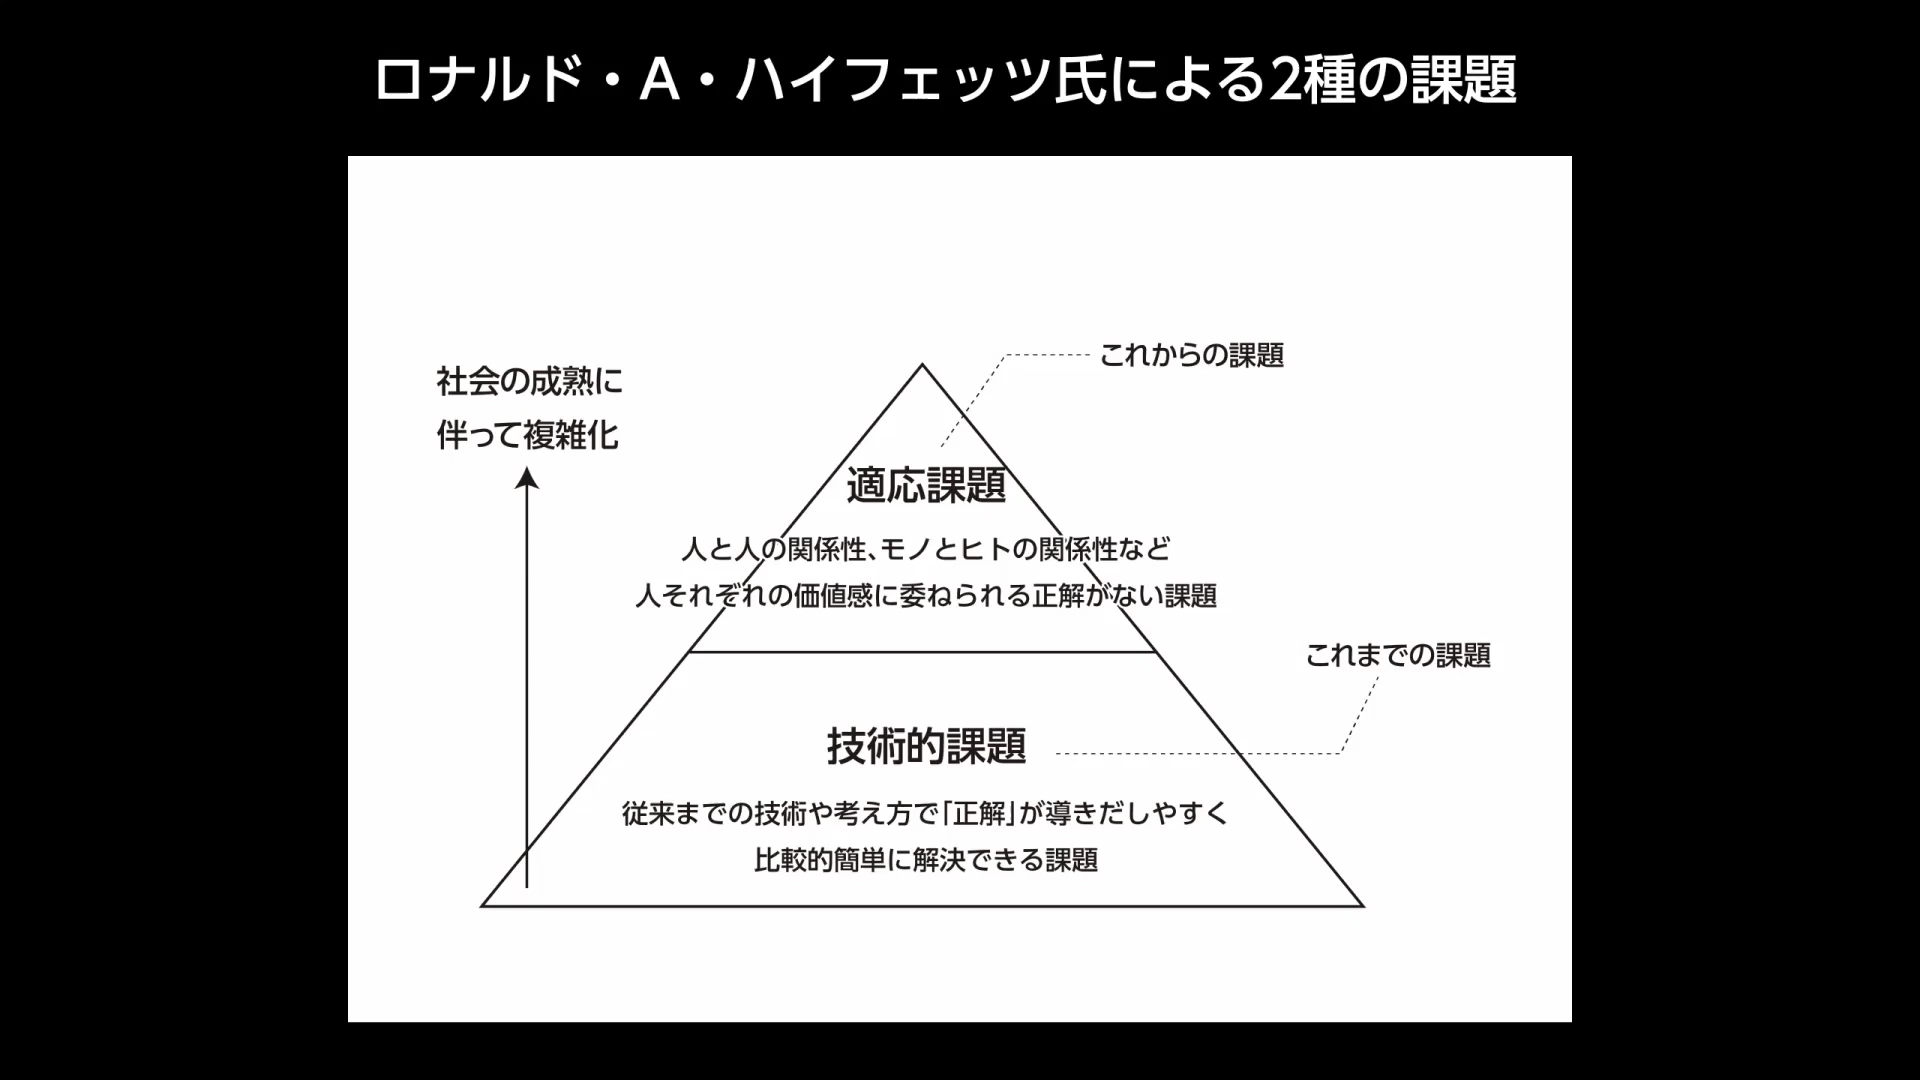 ロナルド・A・ハイフェッツ氏による2種の課題
社会の成熟に
伴って複雑化
これからの課題
適応課題
人と人の関係性、モノとヒトの関係性など
人それぞれの価値感に委ねられる正解がない課題
これまでの課題
技術的課題
従来までの技術や考え方で「正解」が導きだしやすく
比較的簡単に解決できる課題